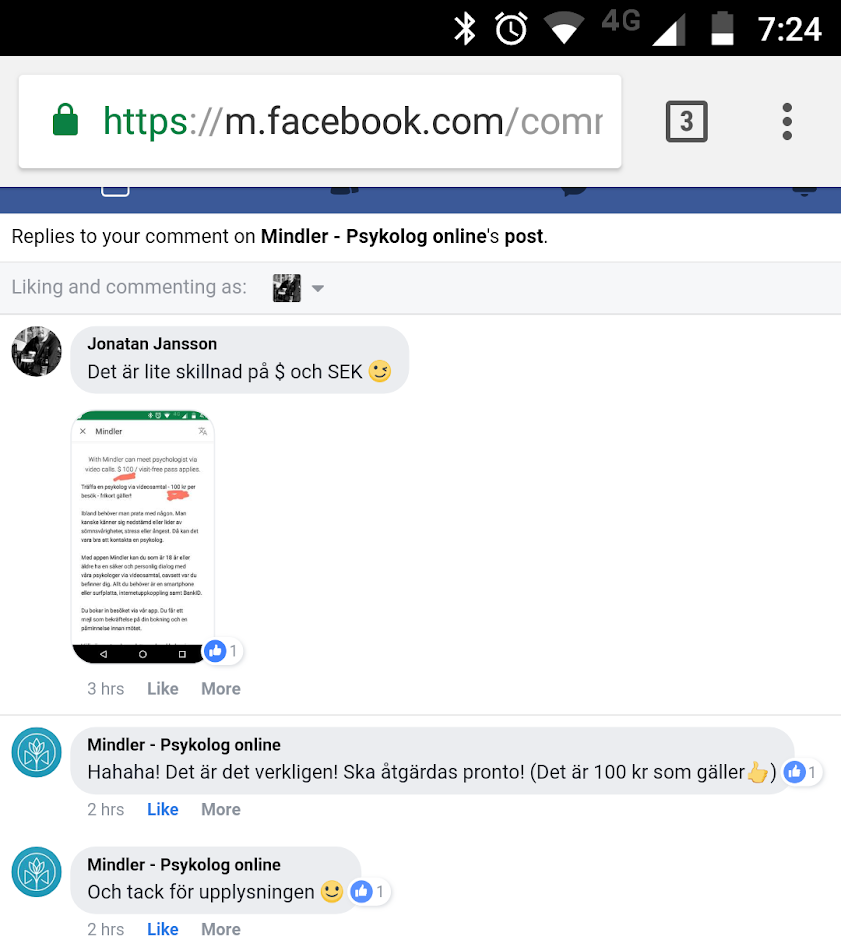 4G 7:24
https://m.facebook.com/comr
3
Replies to your comment on Mindler - Psykolog online's post.
Liking and commenting as:
Jonatan Jansson
Det är lite skillnad på $ och SEK 😉
Mindler
With Mindler can meet psychologist via
video calls. $ 100 / visit-free pass applies.
Träffa en psykolog via videosamtal - 100 kr per
besök - frikort gäller!
Ibland behöver man prata med någon. Man
kanske känner sig nedstämd eller lider av
sömnsvårigheter, stress eller ångest. Då kan det
vara bra att kontakta en psykolog.
Med appen Mindler kan du som är 18 år eller
äldre ha en säker och personlig dialog med
våra psykologer via videosamtal, oavsett var du
befinner dig. Allt du behöver är en smartphone
eller surfplatta, internetuppkoppling samt BankID.
Du bokar in besöket via vår app. Du får ett
mejl som bekräftelse på din bokning och en
påminnelse innan mötet.
1
3 hrs Like More
Mindler - Psykolog online
Hahaha! Det är det verkligen! Ska åtgärdas pronto! (Det är 100 kr som gäller👍) 1
2 hrs Like More
Mindler - Psykolog online
Och tack för upplysningen 🙂 1
2 hrs Like More